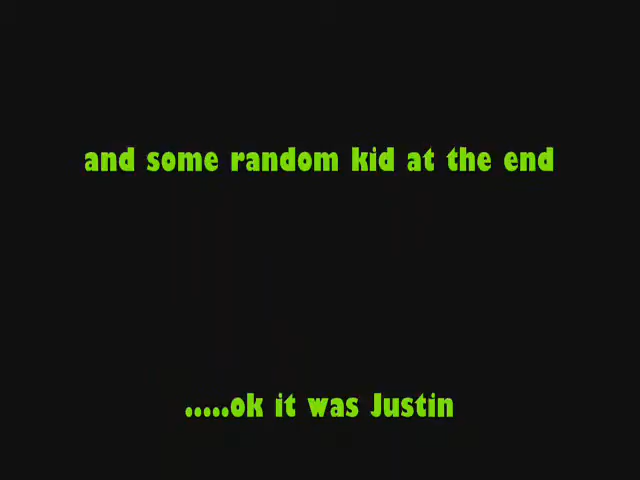 and some random kid at the end
.....ok it was Justin